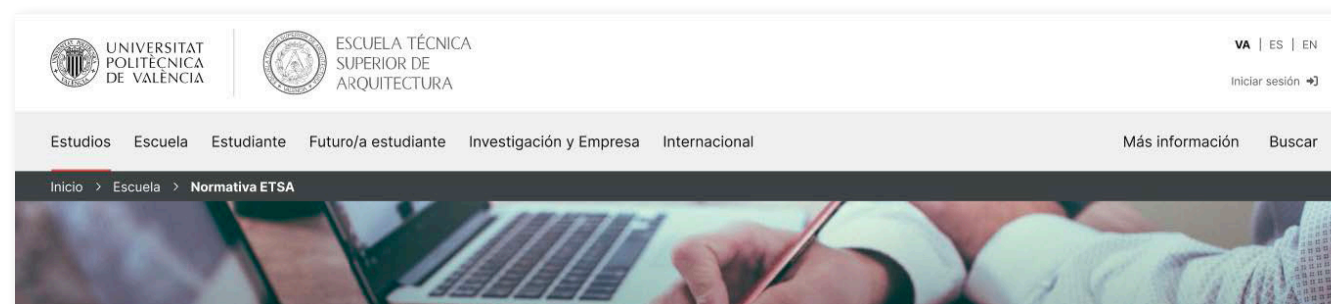 UNIVERSITAT
POLITÈCNICA
DE VALÈNCIA
ESCUELA TÉCNICA
SUPERIOR DE
ARQUITECTURA
VA | ES | EN
Iniciar sesión
Estudios Escuela Estudiante Futuro/a estudiante Investigación y Empresa Internacional Más información Buscar
Inicio > Escuela > Normativa ETSA